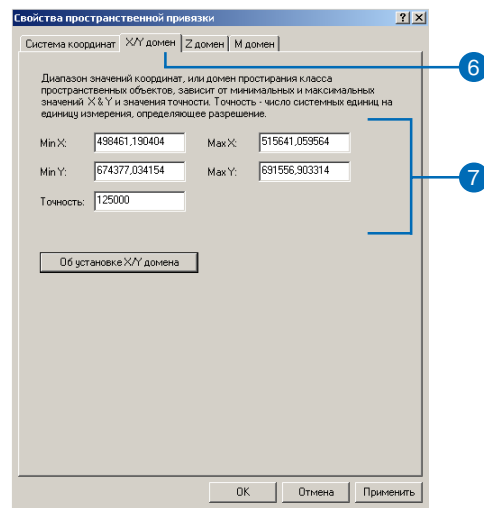 Свойства пространственной привязки
Система координат X/Y домен Z домен M домен
6
Диапазон значений координат, или домен простирания класса
пространственных объектов, зависит от минимальных и максимальных
значений X & Y и значения точности. Точность - число системных единиц на
единицу измерения, определяющее разрешение.
Min X: 498461,190404 Max X: 515641,059564
7
Min Y: 674377,034154 Max Y: 691556,903314
Точность: 125000
Об установке X/Y домена
OK Отмена Применить